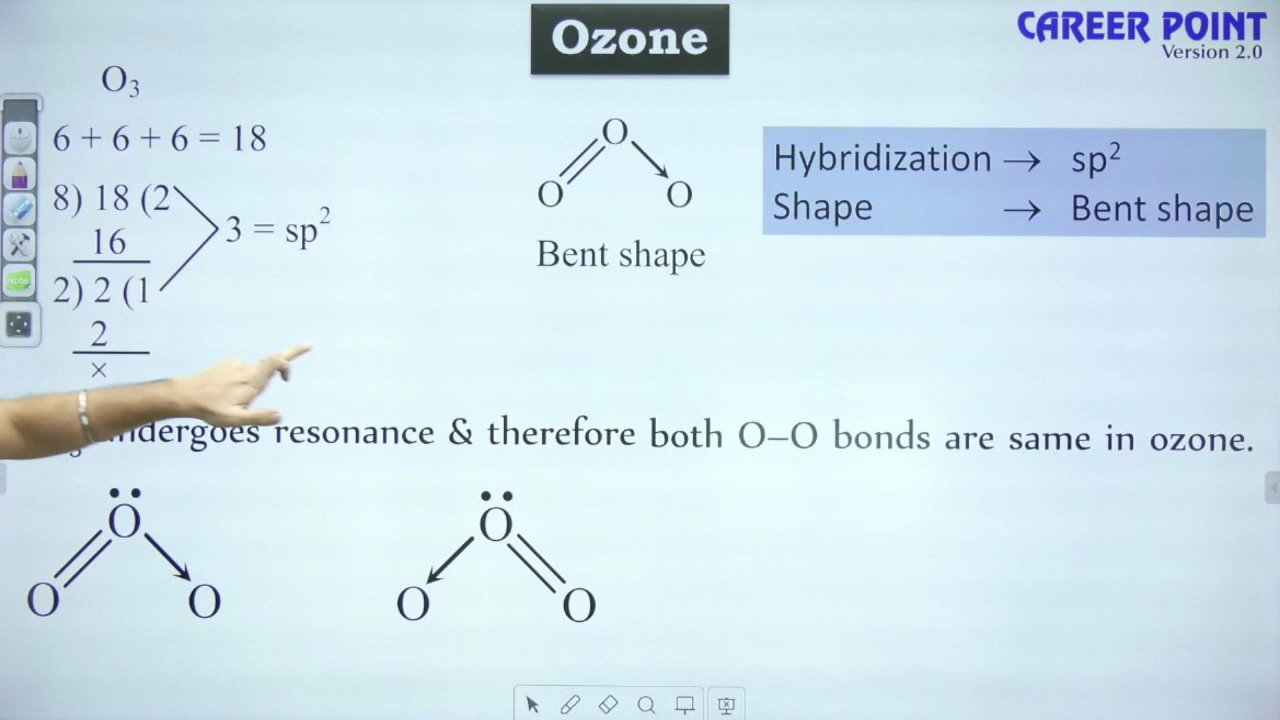 Ozone
CAREER POINT
Version 2.0
O₃
6 + 6 + 6 = 18
8) 18 (2
16
3 = sp²
2) 2 (1
2
×
O
O O
Bent shape
Hybridization → sp²
Shape → Bent shape
undergoes resonance & therefore both O–O bonds are same in ozone.
O
O O
O
O O